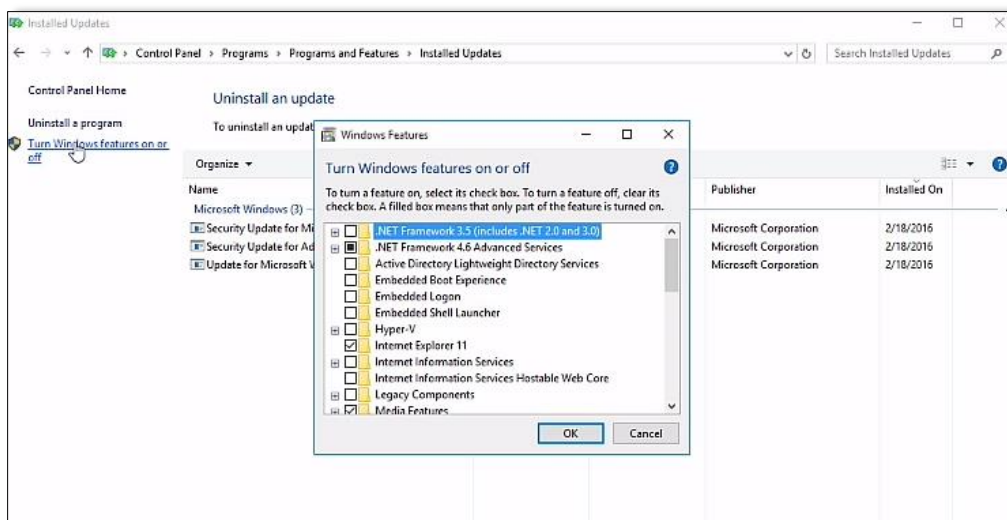 Installed Updates
Control Panel > Programs > Programs and Features > Installed Updates
Search Installed Updates
Control Panel Home
Uninstall a program
Turn Windows features on or
off
Uninstall an update
To uninstall an updat
Organize
Name
Publisher
Installed On
Microsoft Windows (3)
Security Update for Mi
Microsoft Corporation
2/18/2016
Security Update for Ad
Microsoft Corporation
2/18/2016
Update for Microsoft
Microsoft Corporation
2/18/2016
Windows Features
Turn Windows features on or off
To turn a feature on, select its check box. To turn a feature off, clear its
check box. A filled box means that only part of the feature is turned on.
.NET Framework 3.5 (includes .NET 2.0 and 3.0)
.NET Framework 4.6 Advanced Services
Active Directory Lightweight Directory Services
Embedded Boot Experience
Embedded Logon
Embedded Shell Launcher
Hyper-V
Internet Explorer 11
Internet Information Services
Internet Information Services Hostable Web Core
Legacy Components
Media Features
OK
Cancel